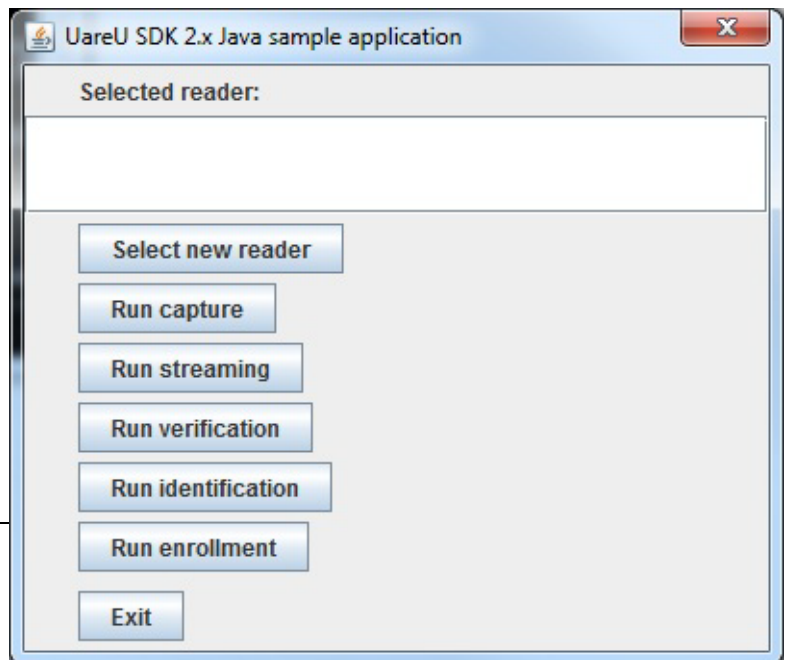 UareU SDK 2.x Java sample application
Selected reader:
Select new reader
Run capture
Run streaming
Run verification
Run identification
Run enrollment
Exit